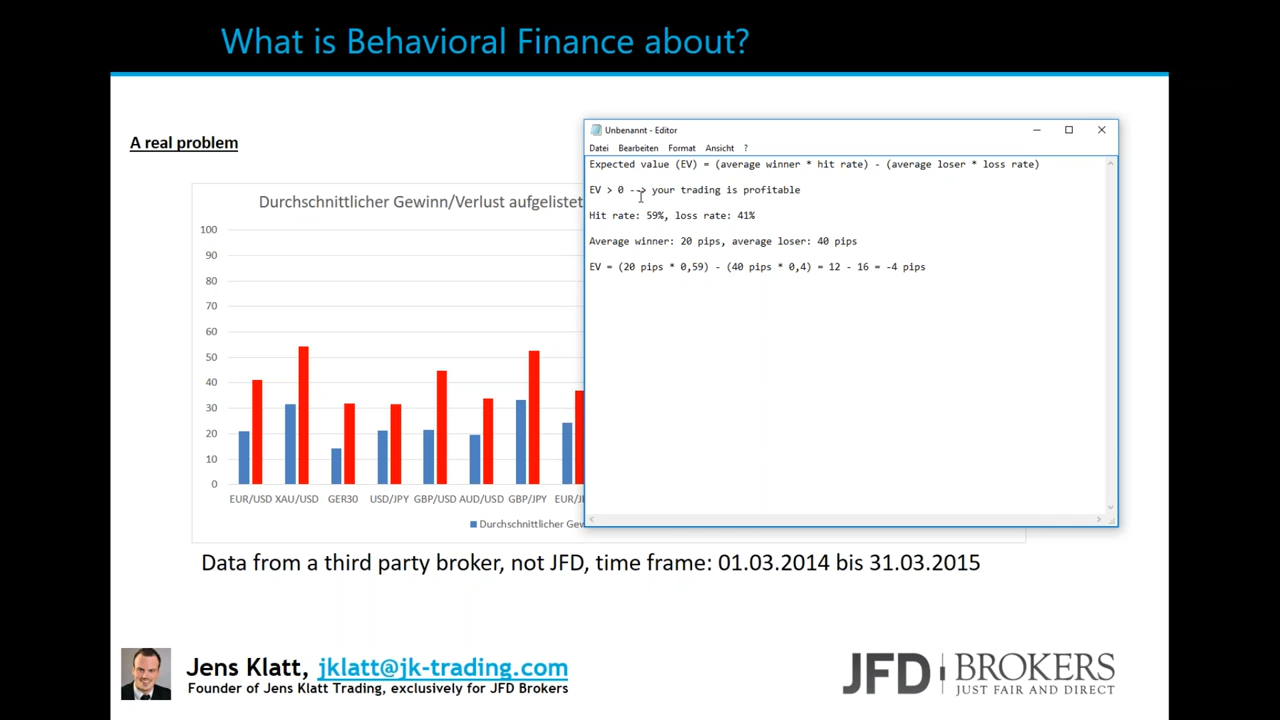 What is Behavioral Finance about?
A real problem
Unbenannt - Editor
Datei Bearbeiten Format Ansicht ?
Expected value (EV) = (average winner * hit rate) - (average loser * loss rate)
EV > 0 --> your trading is profitable
Hit rate: 59%, loss rate: 41%
Average winner: 20 pips, average loser: 40 pips
EV = (20 pips * 0,59) - (40 pips * 0,4) = 12 - 16 = -4 pips
Durchschnittlicher Gewinn/Verlust aufgelistet
100
90
80
70
60
50
40
30
20
10
0
EUR/USD XAU/USD GER30 USD/JPY GBP/USD AUD/USD GBP/JPY
Durchschnittlicher
Data from a third party broker, not JFD, time frame: 01.03.2014 bis 31.03.2015
Jens Klatt, jklatt@jk-trading.com
Founder of Jens Klatt Trading, exclusively for JFD Brokers
JFD BROKERS
JUST FAIR AND DIRECT